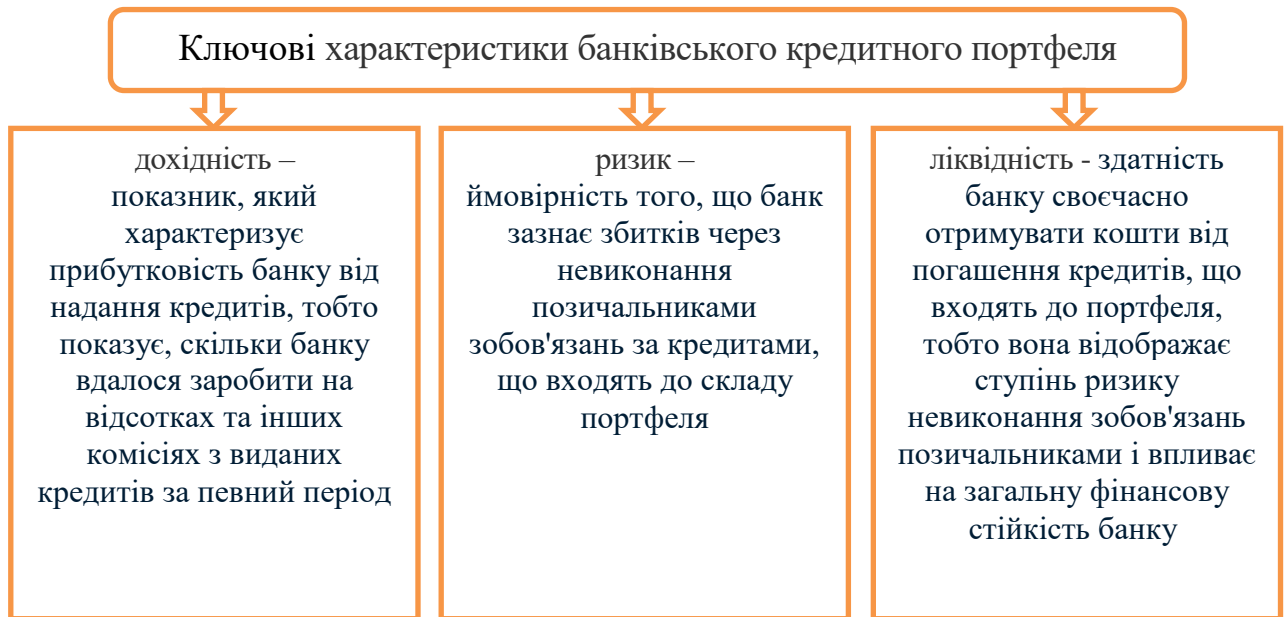 Ключові характеристики банківського кредитного портфеля
дохідність –
показник, який
характеризує
прибутковість банку від
надання кредитів, тобто
показує, скільки банку
вдалося заробити на
відсотках та інших
комісіях з виданих
кредитів за певний період
ризик –
ймовірність того, що банк
зазнає збитків через
невиконання
позичальниками
зобов'язань за кредитами,
що входять до складу
портфеля
ліквідність - здатність
банку своєчасно
отримувати кошти від
погашення кредитів, що
входять до портфеля,
тобто вона відображає
ступінь ризику
невиконання зобов'язань
позичальниками і впливає
на загальну фінансову
стійкість банку